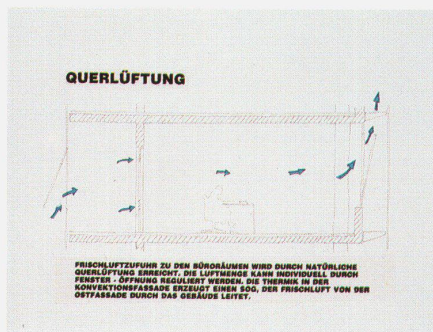 QUERLÜFTUNG
FRISCHLUFTZUFUHR ZU DEN BÜRORÄUMEN WIRD DURCH NATÜRLICHE
QUERLÜFTUNG ERREICHT. DIE LUFTMENGE KANN INDIVIDUELL DURCH
FENSTER - ÖFFNUNG REGULIERT WERDEN. DIE THERMIK IN DER
KONVEKTIONSFASSADE ERZEUGT EINEN SOG, DER FRISCHLUFT VON DER
OSTFASSADE DURCH DAS GEBÄUDE LEITET.